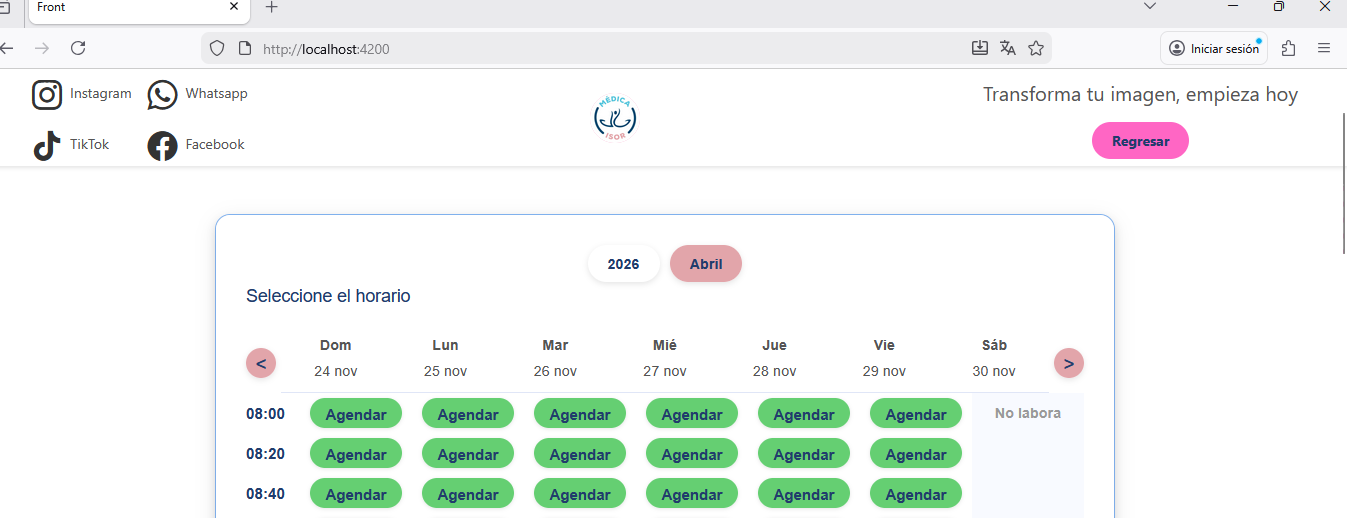 Front
http://localhost:4200
Iniciar sesión
Instagram
Whatsapp
TikTok
Facebook
MÉDICA
ISOR
Transforma tu imagen, empieza hoy
Regresar
2026 Abril
Seleccione el horario
< Dom Lun Mar Mié Jue Vie Sáb >
24 nov 25 nov 26 nov 27 nov 28 nov 29 nov 30 nov
08:00 Agendar Agendar Agendar Agendar Agendar Agendar No labora
08:20 Agendar Agendar Agendar Agendar Agendar Agendar
08:40 Agendar Agendar Agendar Agendar Agendar Agendar